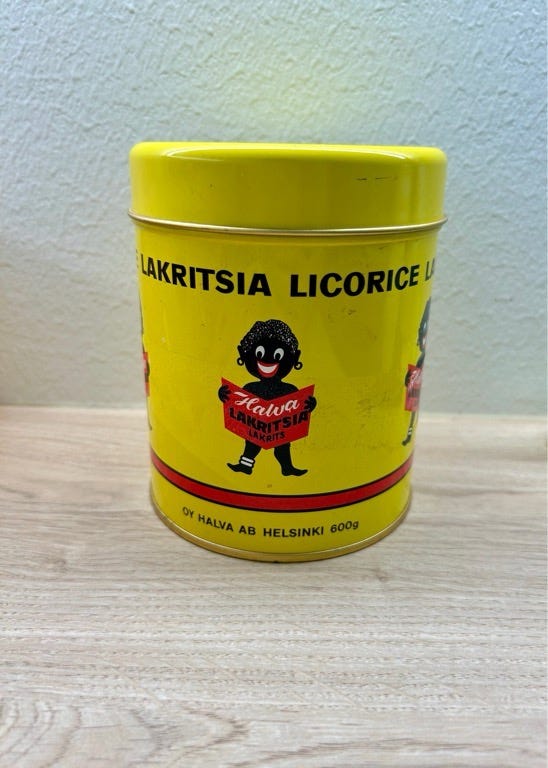 LAKRITSIA LICORICE
Halva
LAKRITSIA
LAKRITS
OY HALVA AB HELSINKI 600g